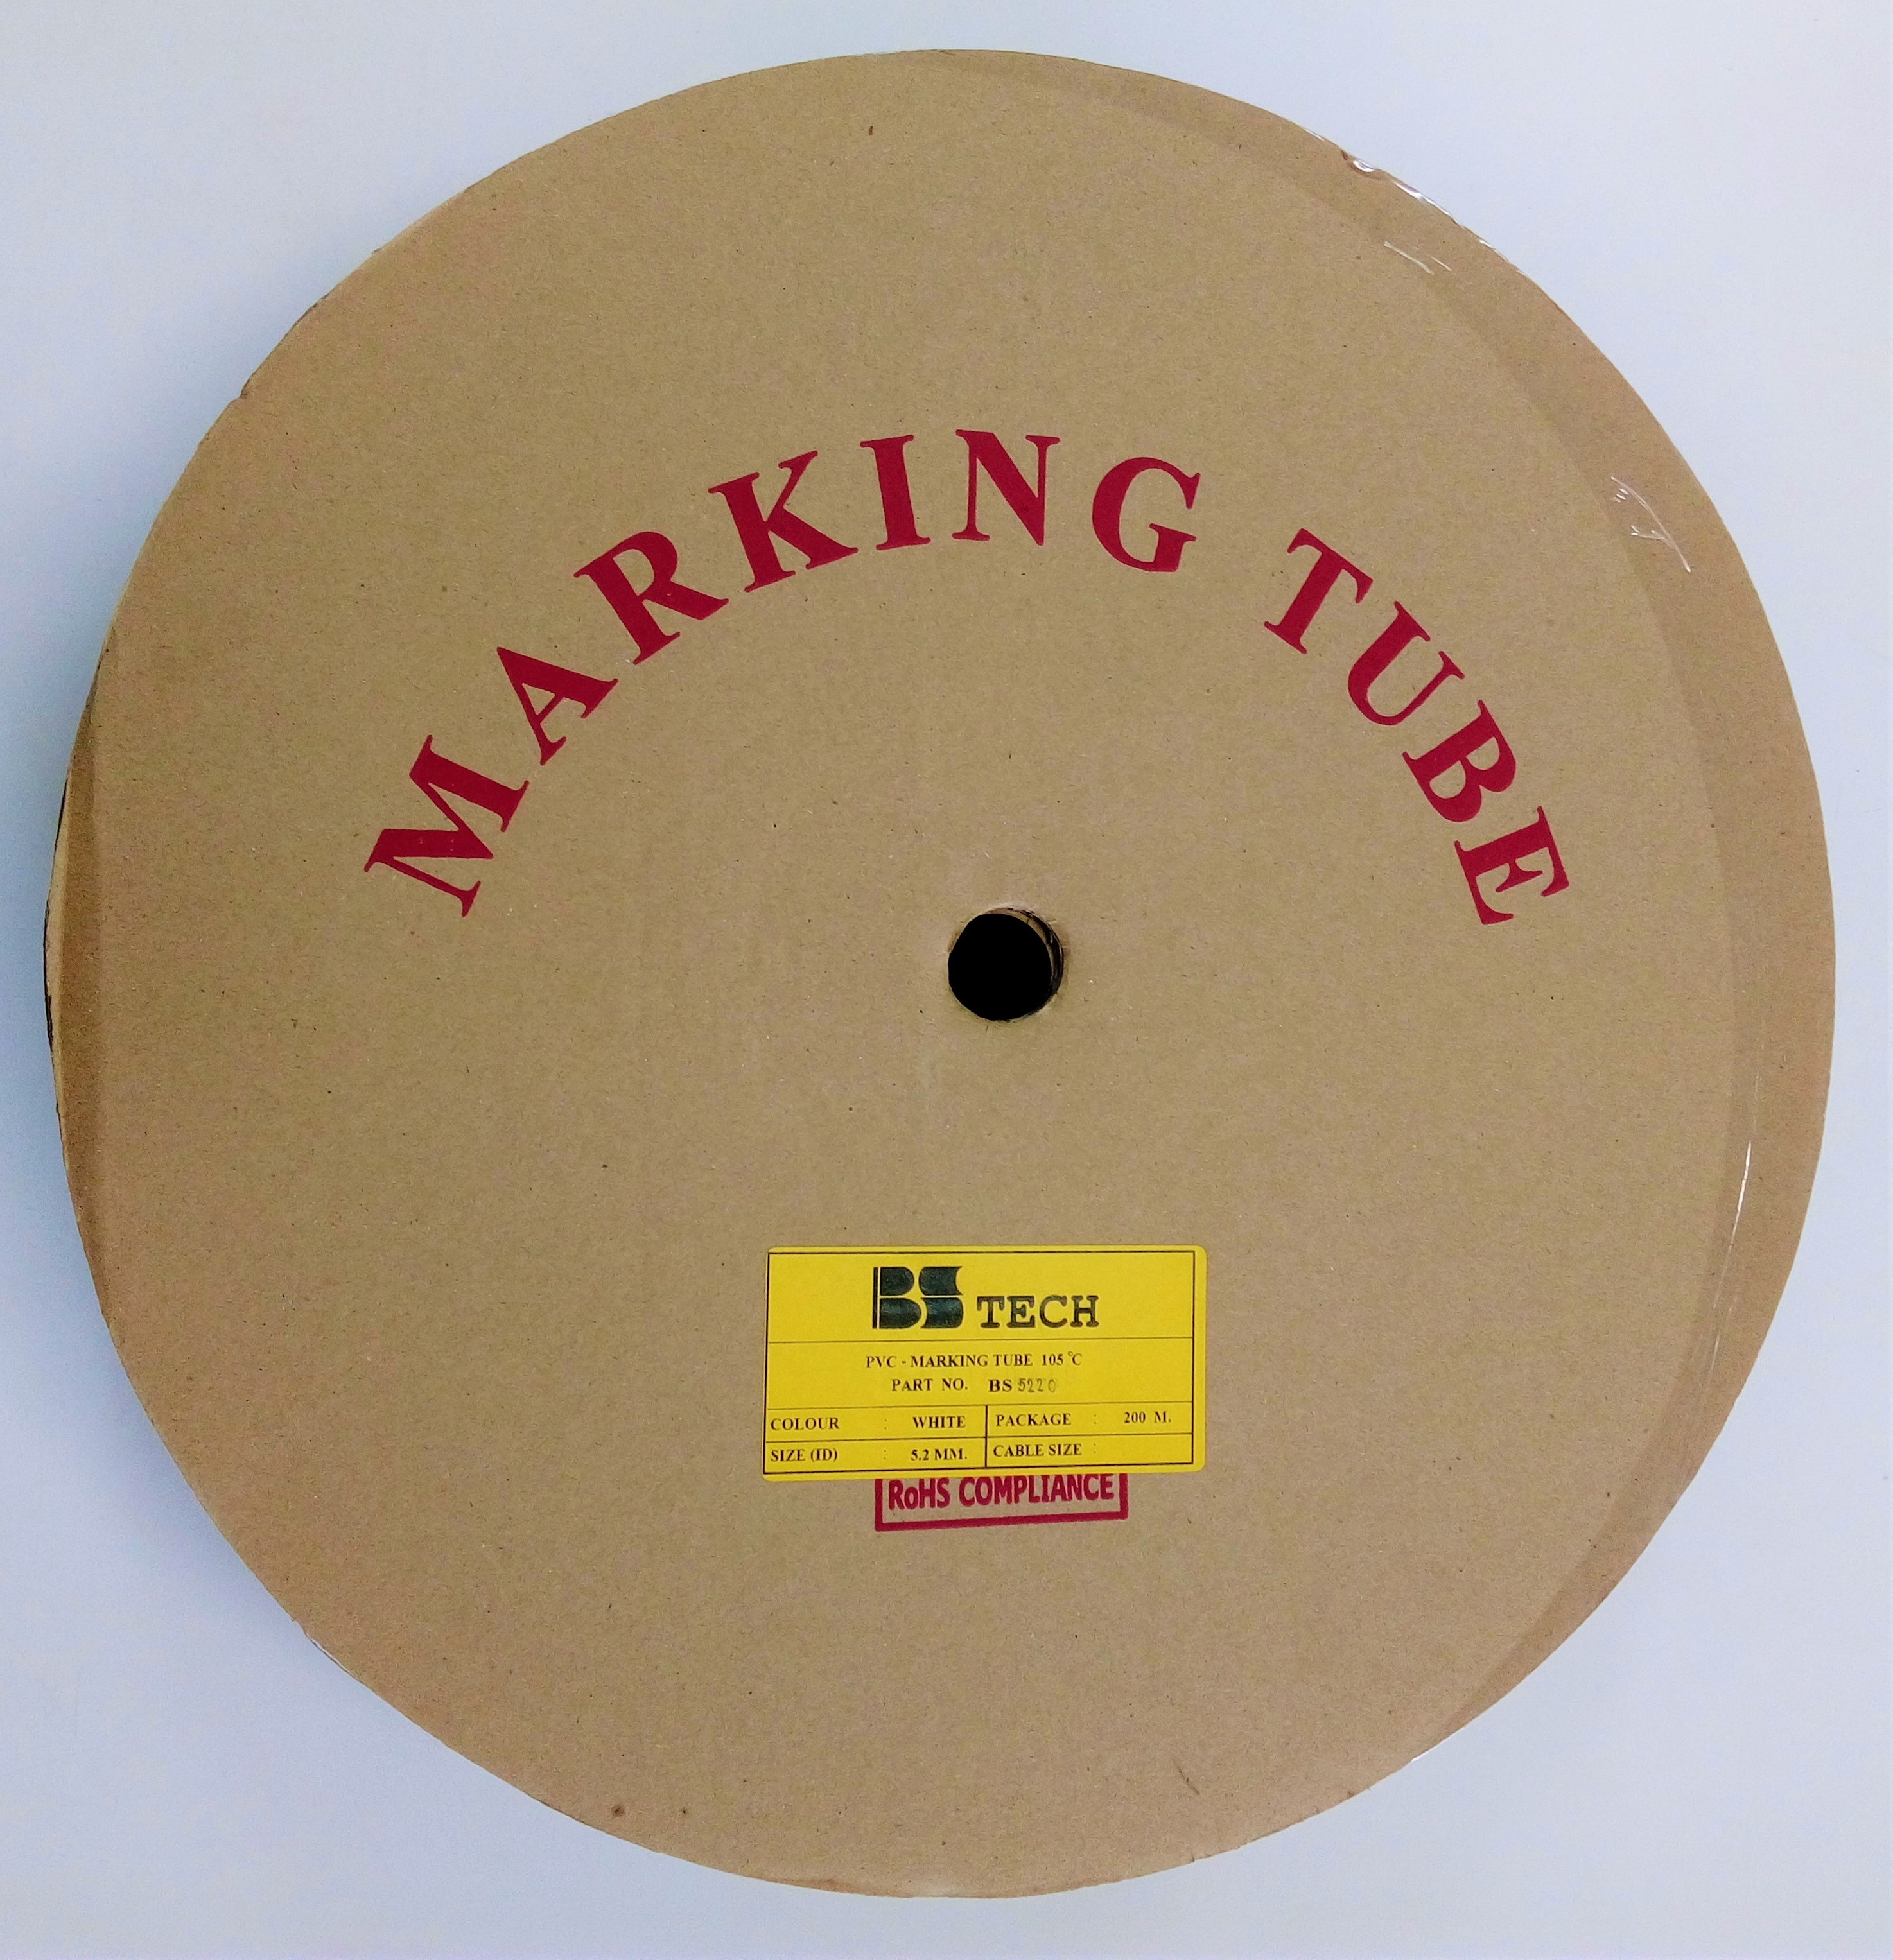 MARKING TUBE
BS TECH
PVC - MARKING TUBE 105 °C
PART NO. BS 5220
COLOUR : WHITE PACKAGE : 200 M.
SIZE (ID) : 5.2 MM. CABLE SIZE :
RoHS COMPLIANCE